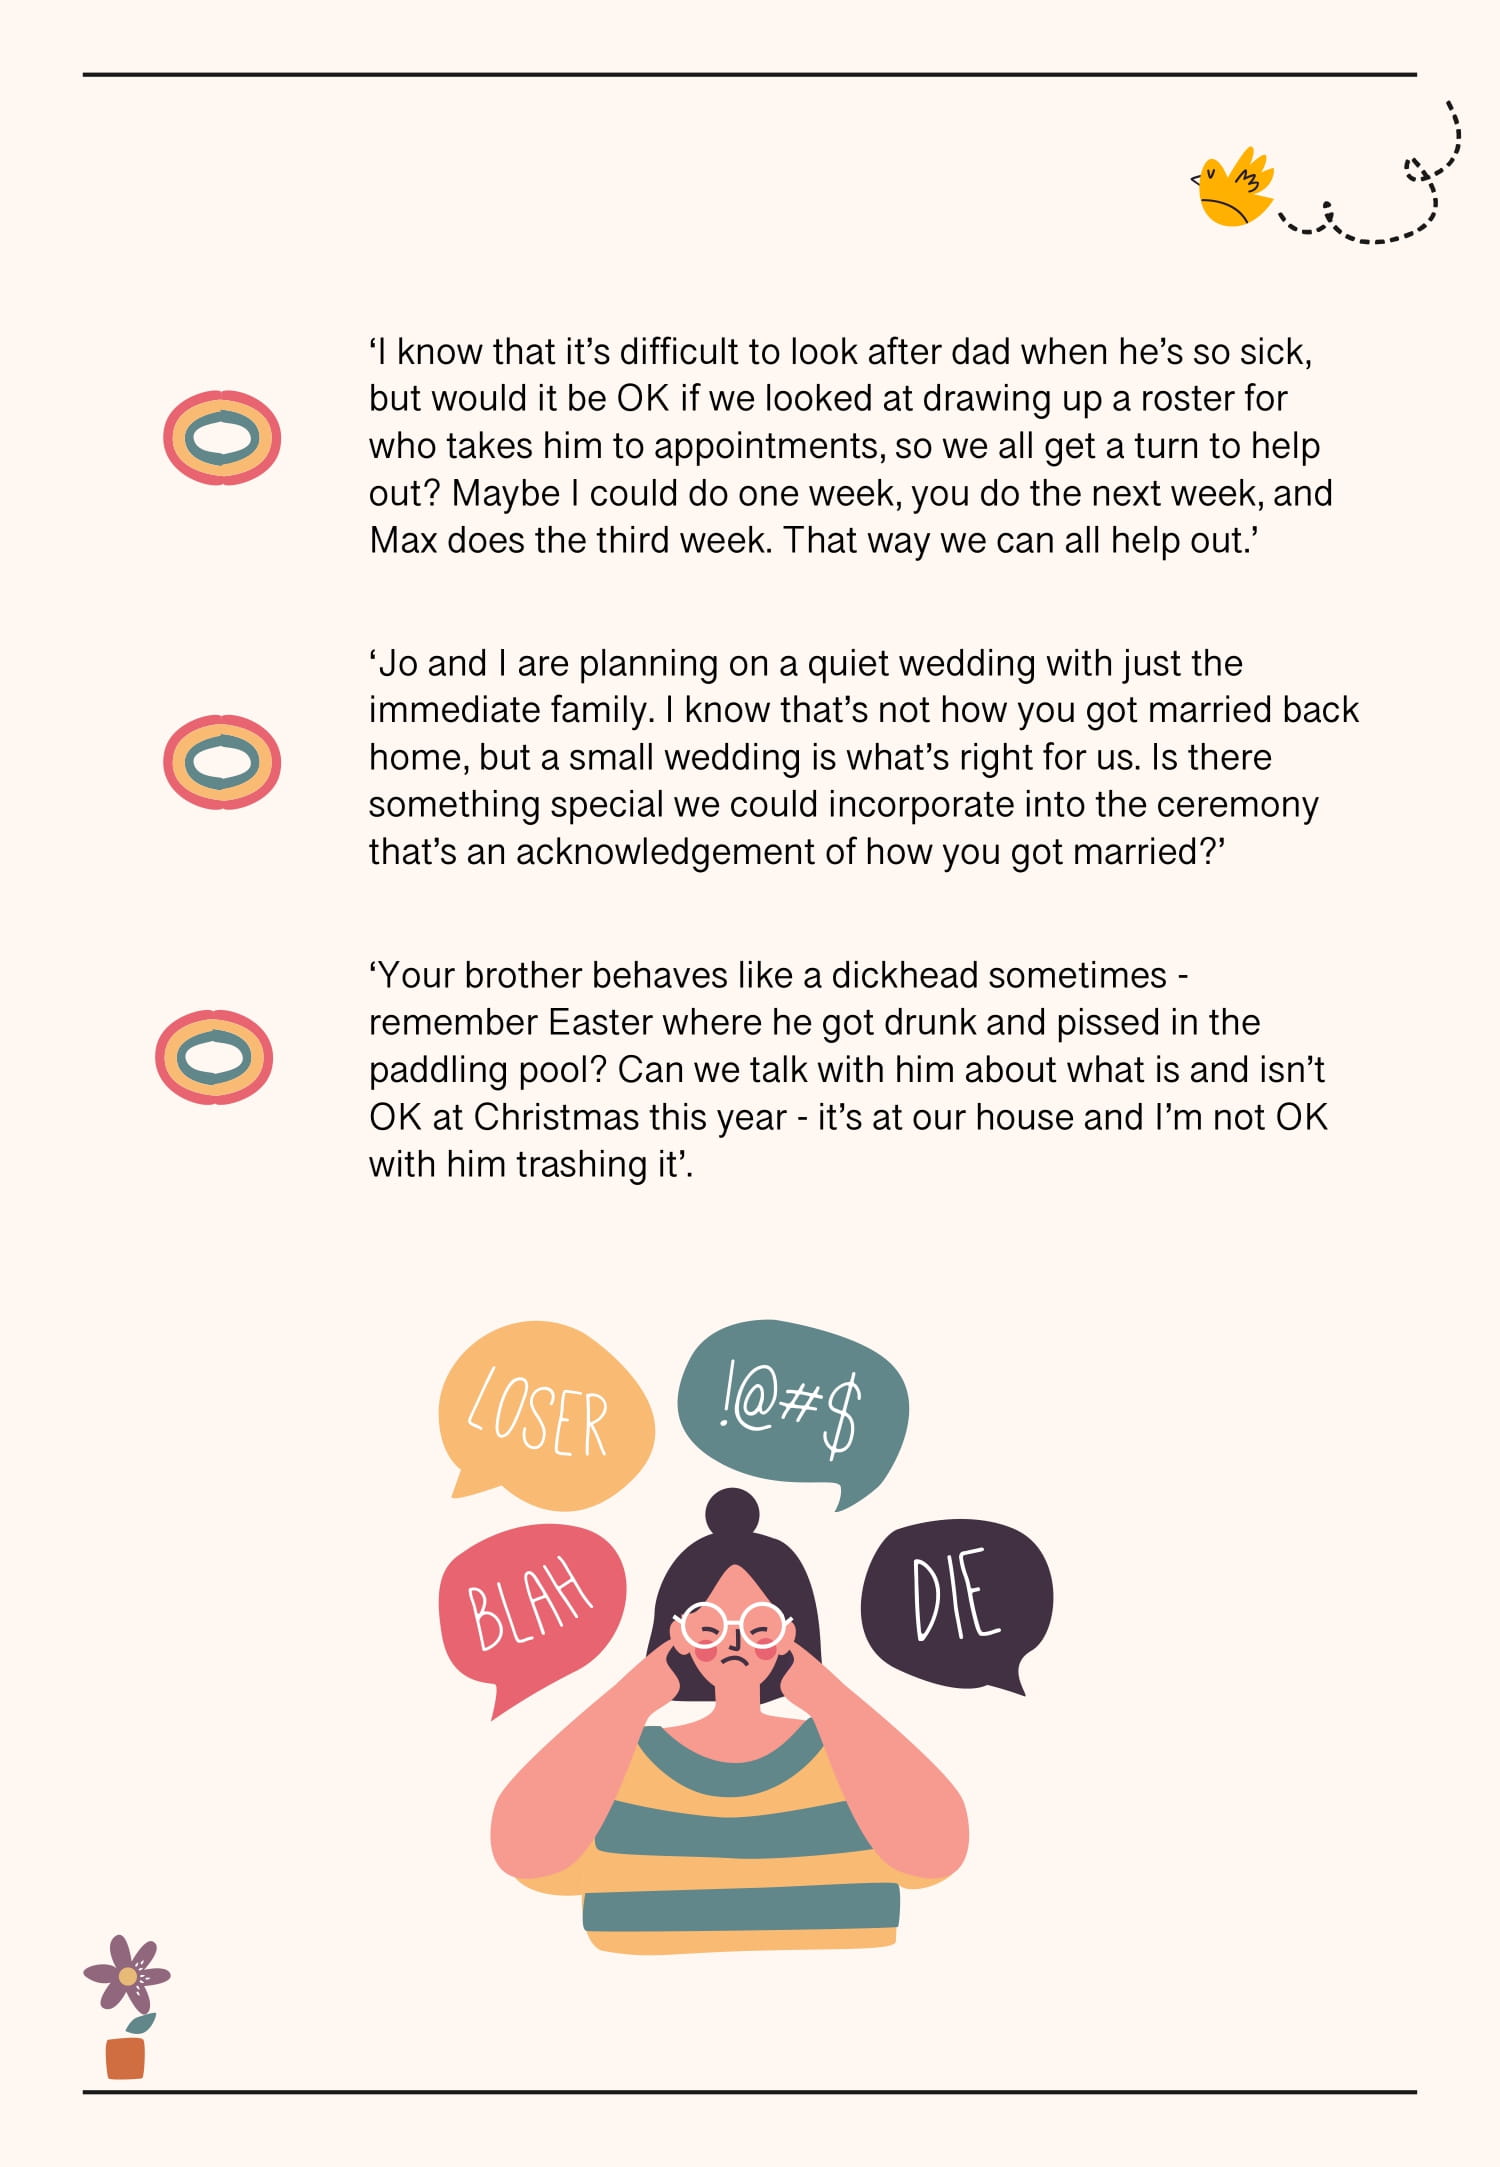 ‘I know that it’s difficult to look after dad when he’s so sick,
but would it be OK if we looked at drawing up a roster for
who takes him to appointments, so we all get a turn to help
out? Maybe I could do one week, you do the next week, and
Max does the third week. That way we can all help out.’
‘Jo and I are planning on a quiet wedding with just the
immediate family. I know that’s not how you got married back
home, but a small wedding is what’s right for us. Is there
something special we could incorporate into the ceremony
that’s an acknowledgement of how you got married?’
‘Your brother behaves like a dickhead sometimes -
remember Easter where he got drunk and pissed in the
paddling pool? Can we talk with him about what is and isn’t
OK at Christmas this year - it’s at our house and I’m not OK
with him trashing it’.
LOSER
!@#$
BLAH
DIE